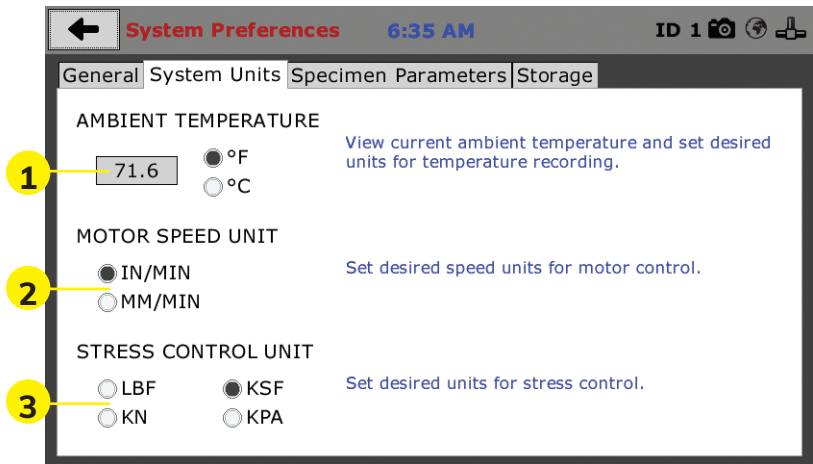 System Preferences 6:35 AM ID 1
General System Units Specimen Parameters Storage
AMBIENT TEMPERATURE
View current ambient temperature and set desired
units for temperature recording.
1
71.6
°F
°C
MOTOR SPEED UNIT
2
IN/MIN
Set desired speed units for motor control.
MM/MIN
STRESS CONTROL UNIT
3
LBF KSF
Set desired units for stress control.
KN KPA